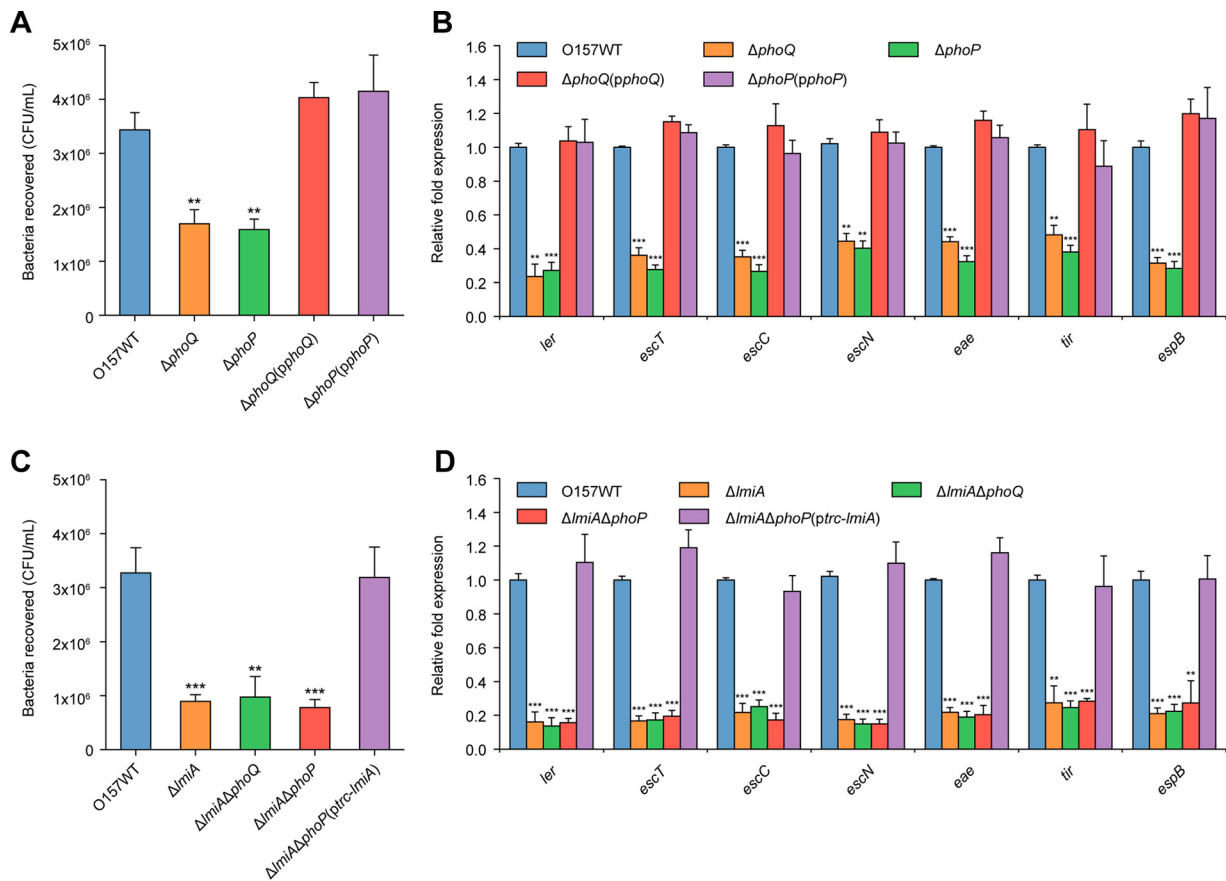 A
Bacteria recovered (CFU/mL)
5x10⁶
4x10⁶
3x10⁶
2x10⁶
1x10⁶
0
** **
O157WT
ΔphoQ
ΔphoP
ΔphoQ(pphoQ)
ΔphoP(pphoP)
B
Relative fold expression
1.6
1.4
1.2
1.0
0.8
0.6
0.4
0.2
0.0
O157WT ΔphoQ ΔphoP
ΔphoQ(pphoQ) ΔphoP(pphoP)
** *** *** *** *** *** ** ** *** *** ** *** *** ***
ler escT escC escN eae tir espB
C
Bacteria recovered (CFU/mL)
5x10⁶
4x10⁶
3x10⁶
2x10⁶
1x10⁶
0
*** ** ***
O157WT
ΔlmiA
ΔlmiAΔphoQ
ΔlmiAΔphoP
ΔlmiAΔphoP(ptrc-lmiA)
D
Relative fold expression
1.6
1.4
1.2
1.0
0.8
0.6
0.4
0.2
0.0
O157WT ΔlmiA ΔlmiAΔphoQ
ΔlmiAΔphoP ΔlmiAΔphoP(ptrc-lmiA)
*** *** *** *** *** *** *** *** *** *** *** *** *** *** *** ** *** *** *** *** **
ler escT escC escN eae tir espB